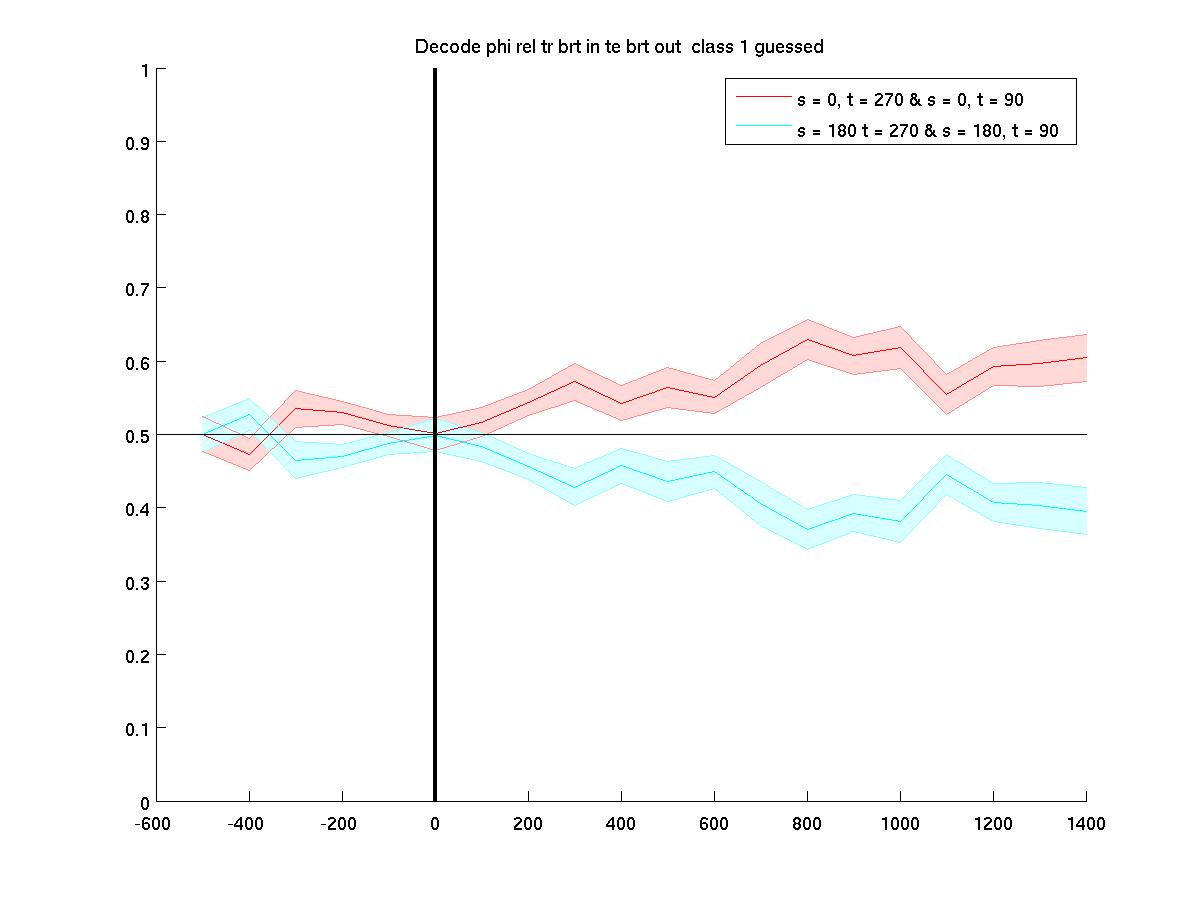 Decode phi rel tr brt in te brt out  class 1 guessed
1
s = 0, t = 270 & s = 0, t = 90
s = 180 t = 270 & s = 180, t = 90
0.9
0.8
0.7
0.6
0.5
0.4
0.3
0.2
0.1
0
-600 -400 -200 0 200 400 600 800 1000 1200 1400